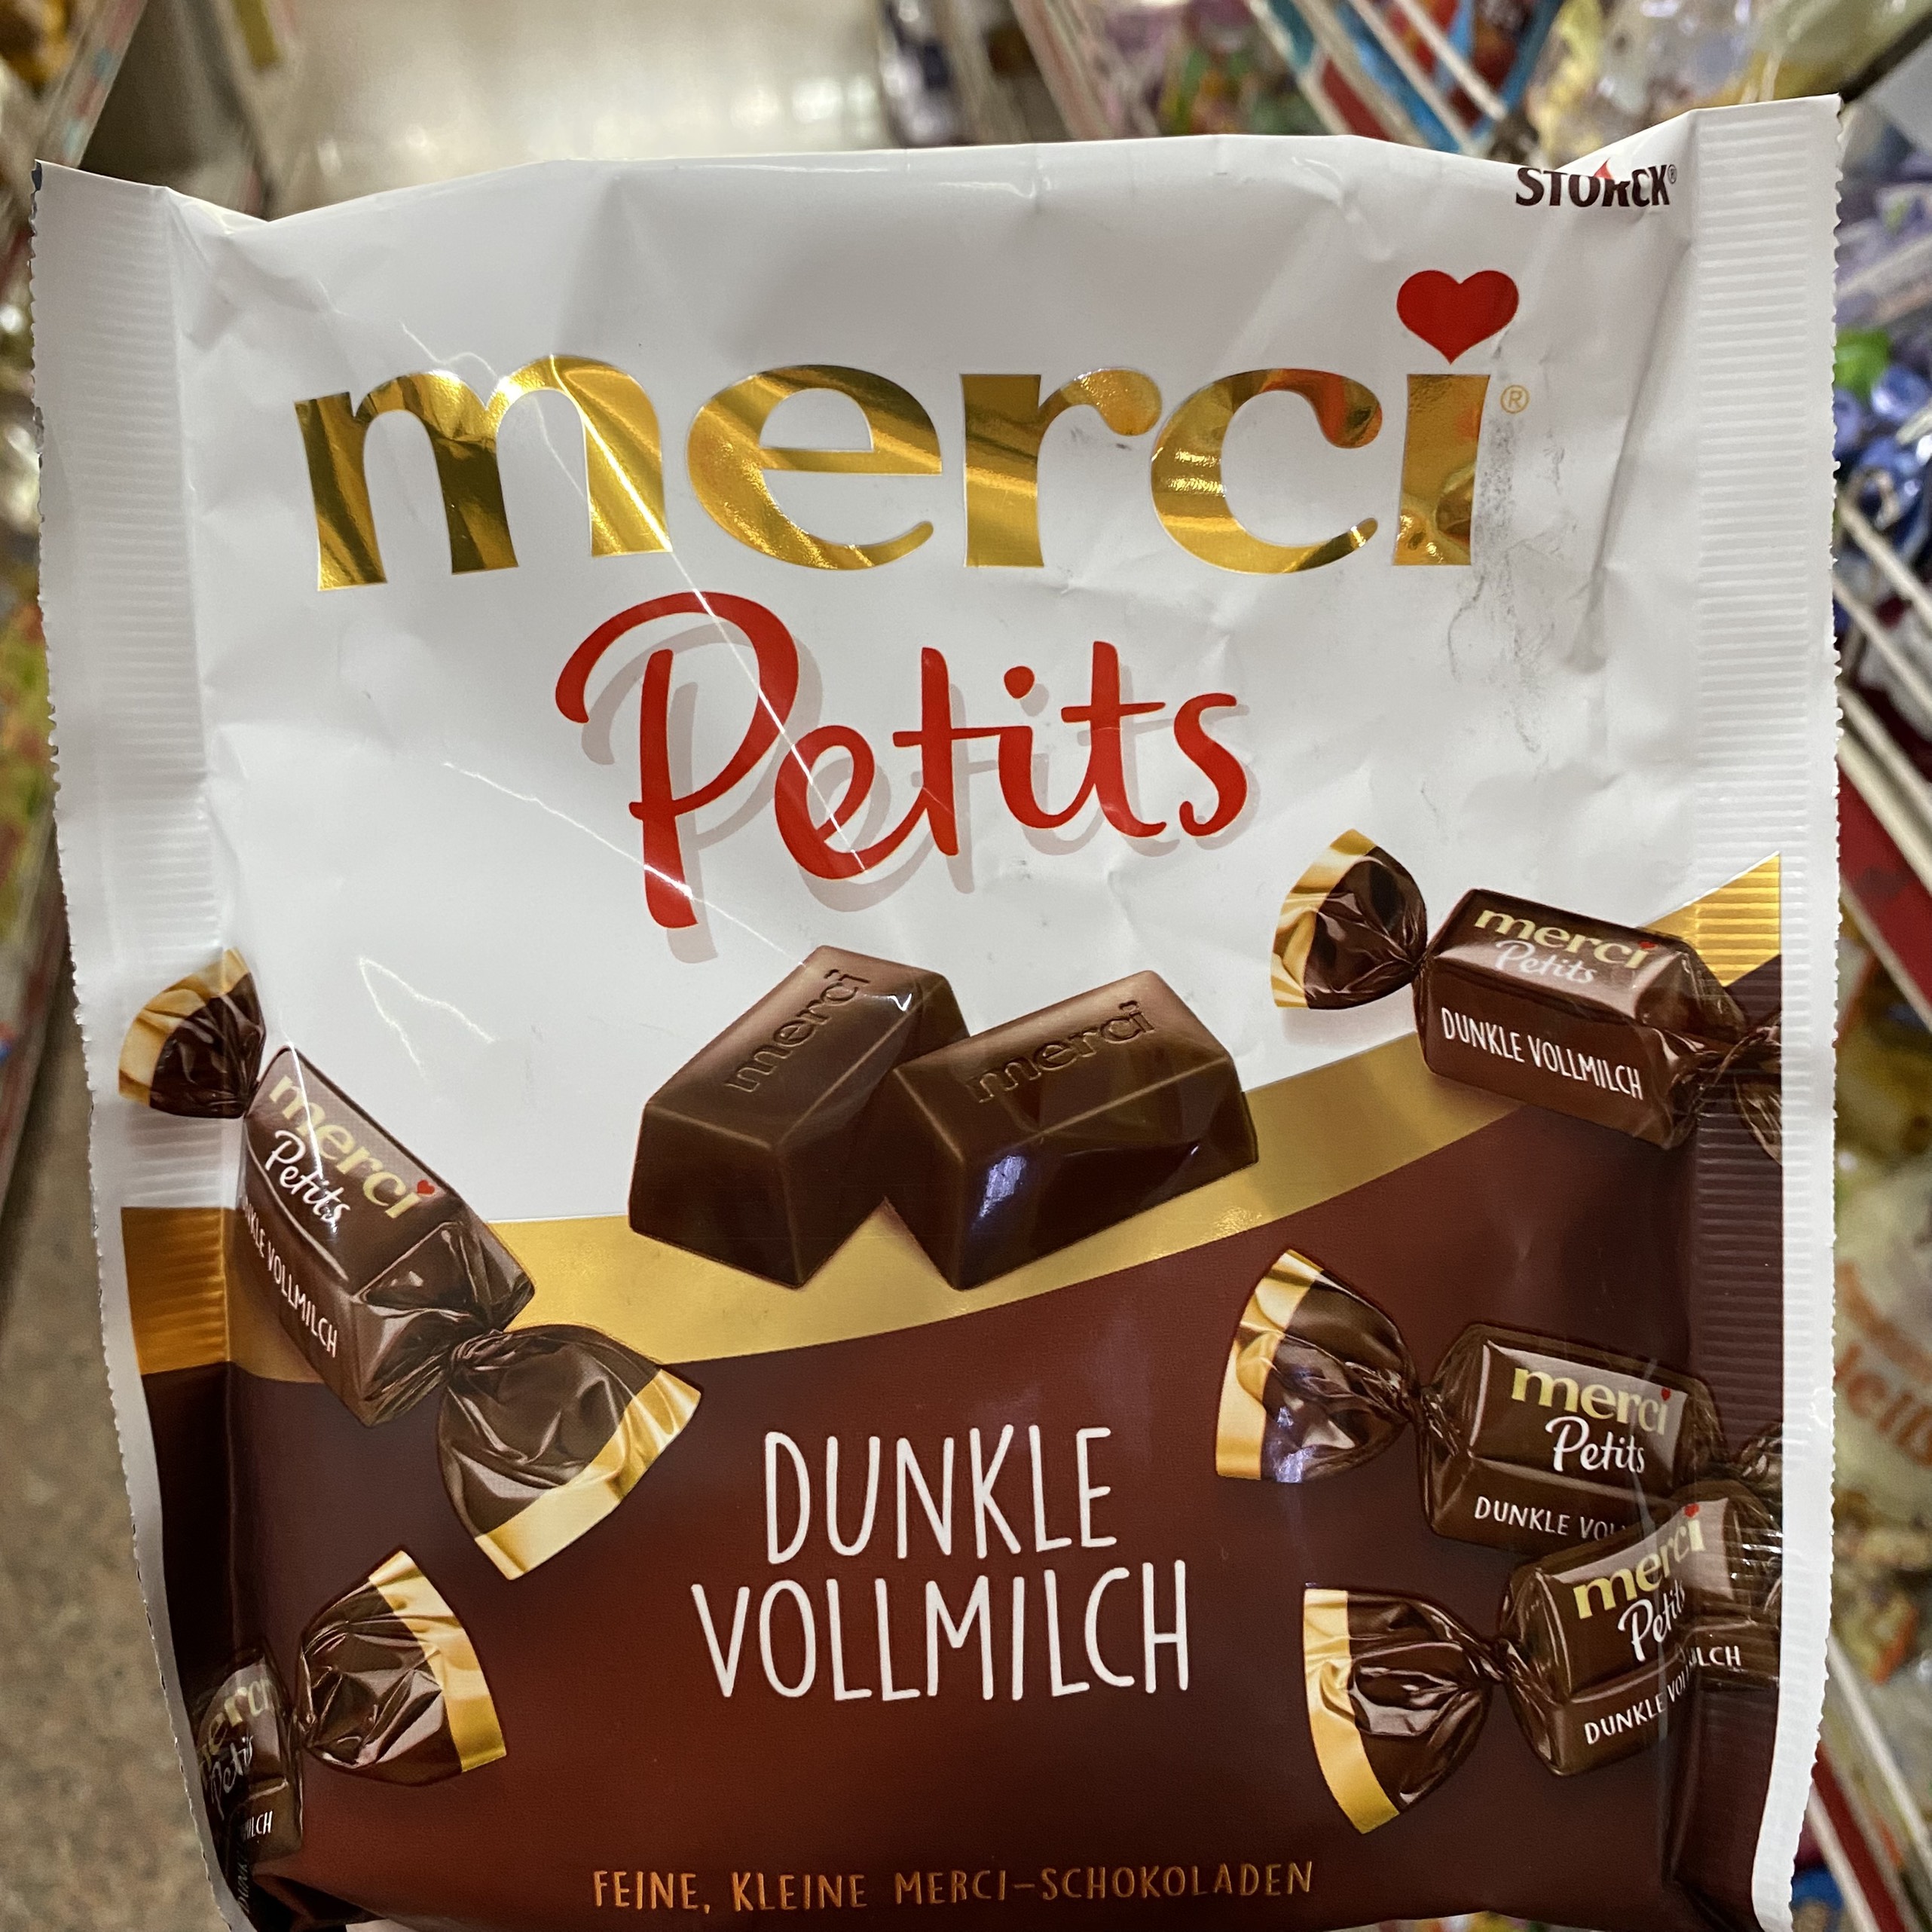 STORCK®
merci®
Petits
merci
merci
merci
Petits
DUNKLE VOLLMILCH
merci
Petits
VOLLMILCH
DUNKLE
VOLLMILCH
merci
Petits
DUNKLE
merci
Petits
DUNKLE
FEINE, KLEINE MERCI-SCHOKOLADEN